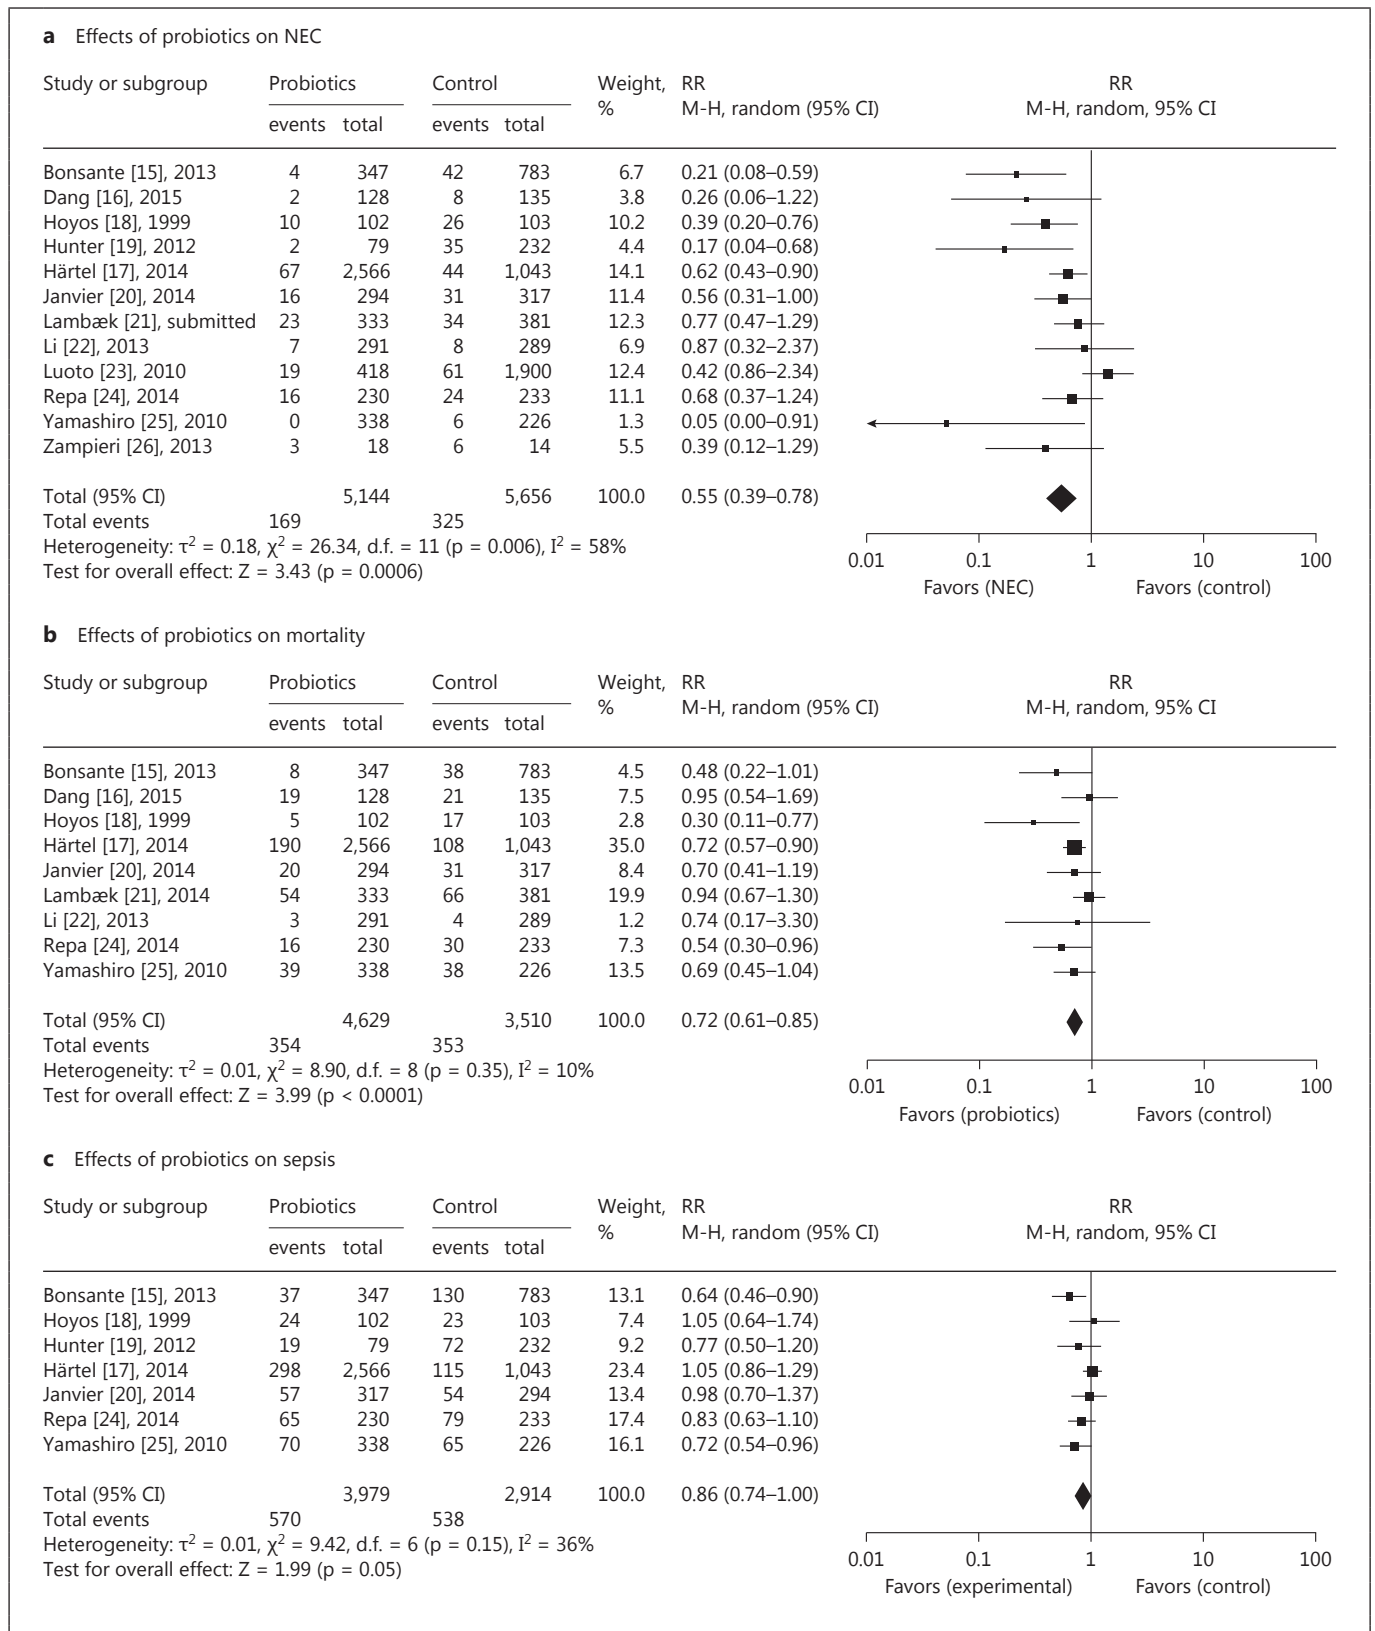 a Effects of probiotics on NEC
Study or subgroup Probiotics Control Weight, RR RR
% M-H, random (95% CI) M-H, random, 95% CI
events total events total
Bonsante [15], 2013 4 347 42 783 6.7 0.21 (0.08–0.59)
Dang [16], 2015 2 128 8 135 3.8 0.26 (0.06–1.22)
Hoyos [18], 1999 10 102 26 103 10.2 0.39 (0.20–0.76)
Hunter [19], 2012 2 79 35 232 4.4 0.17 (0.04–0.68)
Härtel [17], 2014 67 2,566 44 1,043 14.1 0.62 (0.43–0.90)
Janvier [20], 2014 16 294 31 317 11.4 0.56 (0.31–1.00)
Lambæk [21], submitted 23 333 34 381 12.3 0.77 (0.47–1.29)
Li [22], 2013 7 291 8 289 6.9 0.87 (0.32–2.37)
Luoto [23], 2010 19 418 61 1,900 12.4 0.42 (0.86–2.34)
Repa [24], 2014 16 230 24 233 11.1 0.68 (0.37–1.24)
Yamashiro [25], 2010 0 338 6 226 1.3 0.05 (0.00–0.91)
Zampieri [26], 2013 3 18 6 14 5.5 0.39 (0.12–1.29)
Total (95% CI) 5,144 5,656 100.0 0.55 (0.39–0.78)
Total events 169 325
Heterogeneity: τ² = 0.18, χ² = 26.34, d.f. = 11 (p = 0.006), I² = 58%
Test for overall effect: Z = 3.43 (p = 0.0006)
0.01 0.1 1 10 100
Favors (NEC) Favors (control)
b Effects of probiotics on mortality
Study or subgroup Probiotics Control Weight, RR RR
% M-H, random (95% CI) M-H, random, 95% CI
events total events total
Bonsante [15], 2013 8 347 38 783 4.5 0.48 (0.22–1.01)
Dang [16], 2015 19 128 21 135 7.5 0.95 (0.54–1.69)
Hoyos [18], 1999 5 102 17 103 2.8 0.30 (0.11–0.77)
Härtel [17], 2014 190 2,566 108 1,043 35.0 0.72 (0.57–0.90)
Janvier [20], 2014 20 294 31 317 8.4 0.70 (0.41–1.19)
Lambæk [21], 2014 54 333 66 381 19.9 0.94 (0.67–1.30)
Li [22], 2013 3 291 4 289 1.2 0.74 (0.17–3.30)
Repa [24], 2014 16 230 30 233 7.3 0.54 (0.30–0.96)
Yamashiro [25], 2010 39 338 38 226 13.5 0.69 (0.45–1.04)
Total (95% CI) 4,629 3,510 100.0 0.72 (0.61–0.85)
Total events 354 353
Heterogeneity: τ² = 0.01, χ² = 8.90, d.f. = 8 (p = 0.35), I² = 10%
Test for overall effect: Z = 3.99 (p < 0.0001)
0.01 0.1 1 10 100
Favors (probiotics) Favors (control)
c Effects of probiotics on sepsis
Study or subgroup Probiotics Control Weight, RR RR
% M-H, random (95% CI) M-H, random, 95% CI
events total events total
Bonsante [15], 2013 37 347 130 783 13.1 0.64 (0.46–0.90)
Hoyos [18], 1999 24 102 23 103 7.4 1.05 (0.64–1.74)
Hunter [19], 2012 19 79 72 232 9.2 0.77 (0.50–1.20)
Härtel [17], 2014 298 2,566 115 1,043 23.4 1.05 (0.86–1.29)
Janvier [20], 2014 57 317 54 294 13.4 0.98 (0.70–1.37)
Repa [24], 2014 65 230 79 233 17.4 0.83 (0.63–1.10)
Yamashiro [25], 2010 70 338 65 226 16.1 0.72 (0.54–0.96)
Total (95% CI) 3,979 2,914 100.0 0.86 (0.74–1.00)
Total events 570 538
Heterogeneity: τ² = 0.01, χ² = 9.42, d.f. = 6 (p = 0.15), I² = 36%
Test for overall effect: Z = 1.99 (p = 0.05)
0.01 0.1 1 10 100
Favors (experimental) Favors (control)